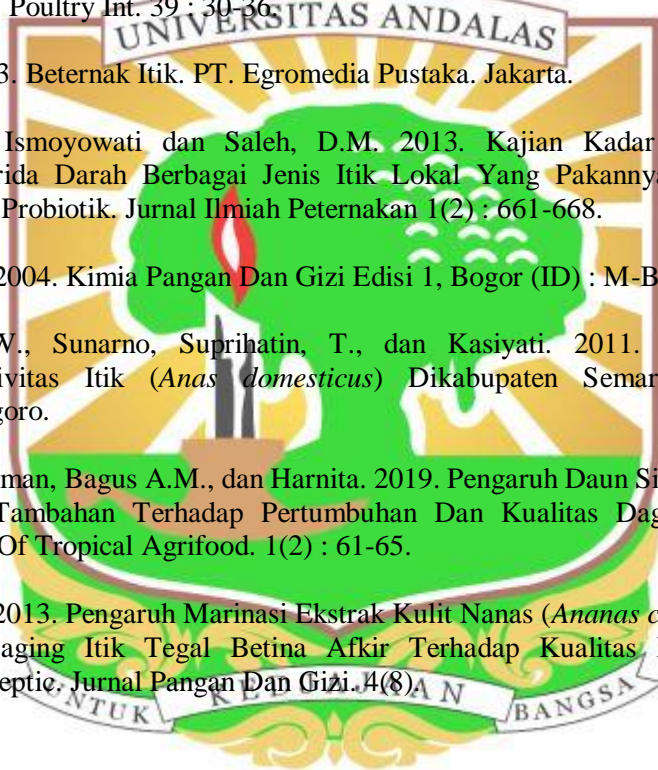 Poultry Int. 39 : 30-36.
UNIVERSITAS ANDALAS
3. Beternak Itik. PT. Egromedia Pustaka. Jakarta.
Ismoyowati dan Saleh, D.M. 2013. Kajian Kadar
rida Darah Berbagai Jenis Itik Lokal Yang Pakannya
Probiotik. Jurnal Ilmiah Peternakan 1(2) : 661-668.
2004. Kimia Pangan Dan Gizi Edisi 1, Bogor (ID) : M-B
W., Sunarno, Suprihatin, T., dan Kasiyati. 2011.
ivitas Itik (Anas domesticus) Dikabupaten Semar
goro.
man, Bagus A.M., dan Harnita. 2019. Pengaruh Daun Si
Tambahan Terhadap Pertumbuhan Dan Kualitas Dag
Of Tropical Agrifood. 1(2) : 61-65.
2013. Pengaruh Marinasi Ekstrak Kulit Nanas (Ananas c
aging Itik Tegal Betina Afkir Terhadap Kualitas
eptic. Jurnal Pangan Dan Gizi. 4(8).
UNTUK KEDJAJAAN BANGSA